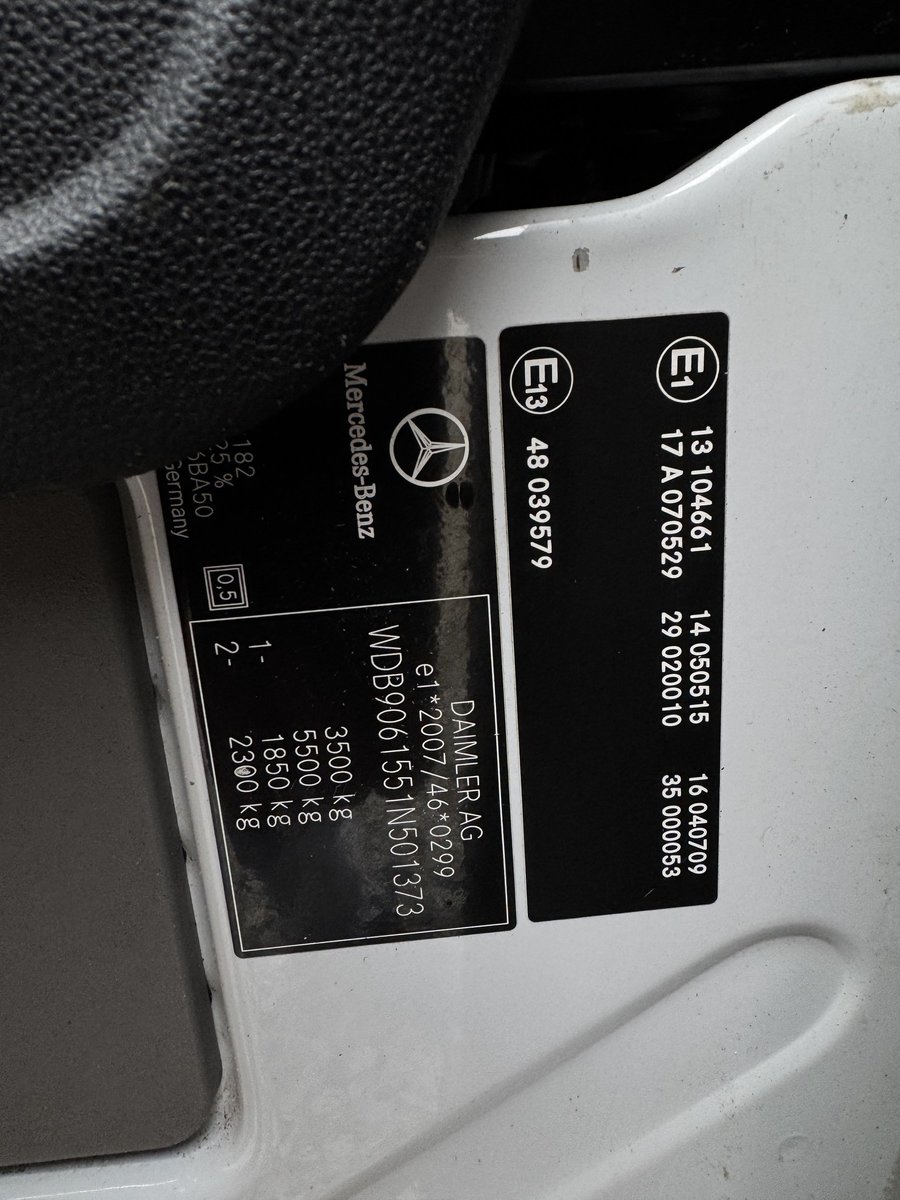 E1
13 104661 14 050515 16 040709
17 A 070529 29 020010 35 000053
E13
48 039579
Mercedes-Benz
182
25 %
Germany
0,5
DAIMLER AG
e1*2007/46*0299
WDB9061551N501373
3500 kg
5500 kg
1- 1850 kg
2- 2300 kg